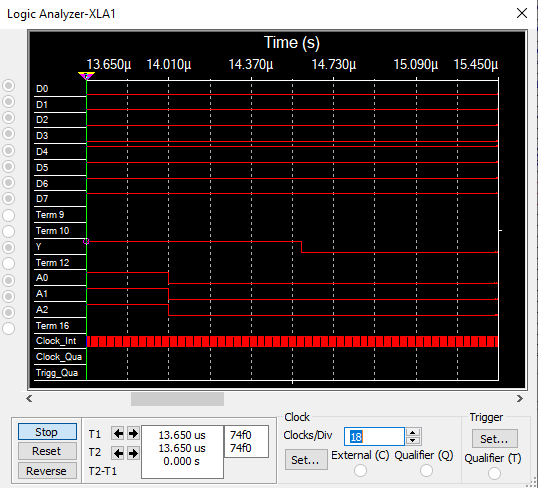 Logic Analyzer-XLA1
Time (s)
13.650µ 14.010µ 14.370µ 14.730µ 15.090µ 15.450µ
D0
D1
D2
D3
D4
D5
D6
D7
Term 9
Term 10
Y
Term 12
A0
A1
A2
Term 16
Clock_Int
Clock_Qua
Trigg_Qua
Stop
Reset
Reverse
T1
T2
T2-T1
13.650 us
13.650 us
0.000 s
74f0
74f0
Clock
Clocks/Div 18
Set... External (C) Qualifier (Q)
Trigger
Set...
Qualifier (T)